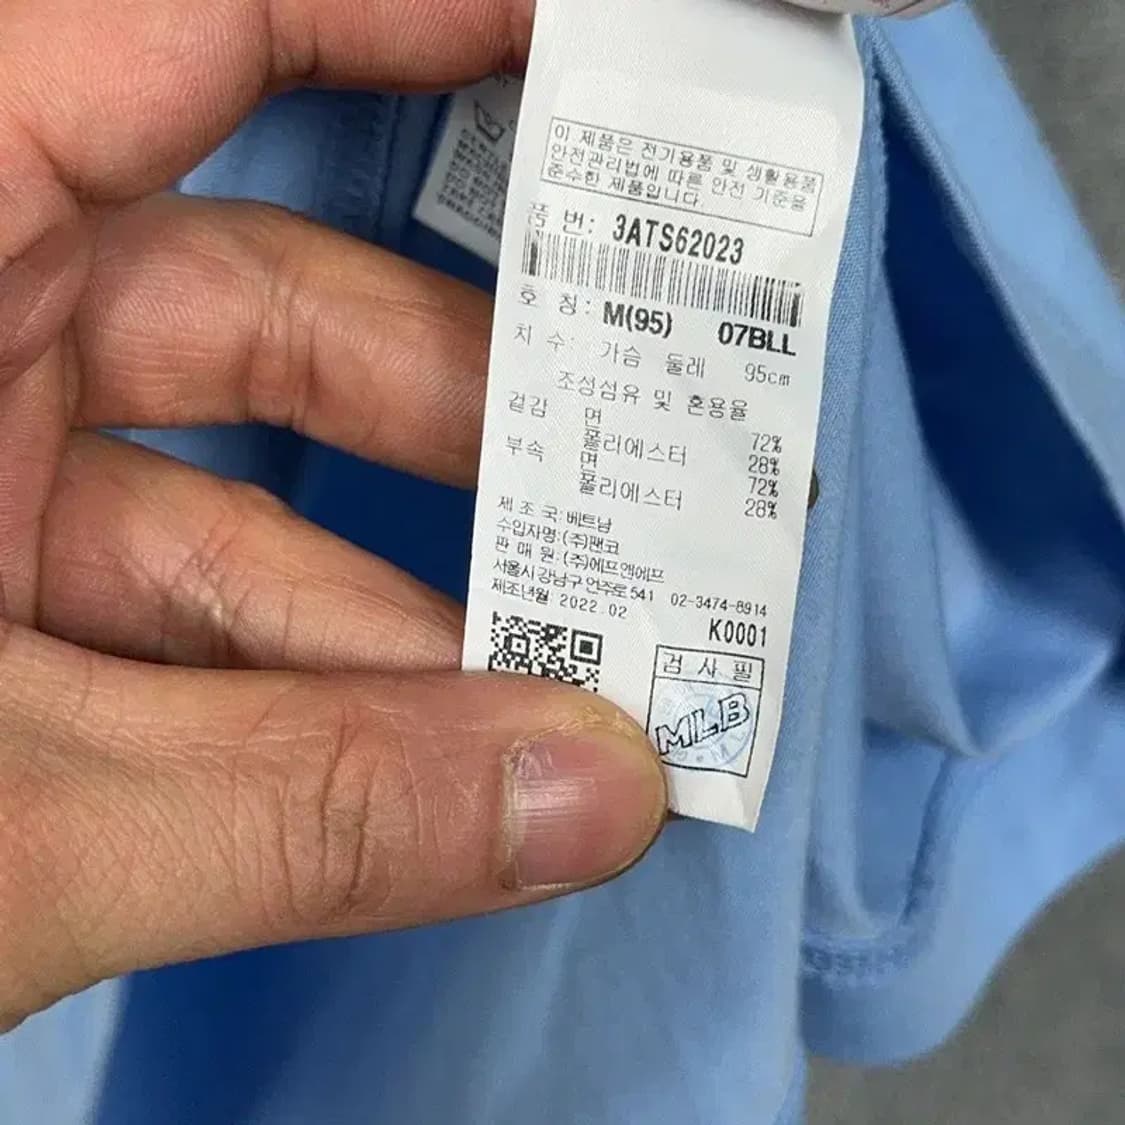 이 제품은 전기용품 및 생활용품
안전관리법에 따른 안전 기준을
준수한 제품입니다.
품 번: 3ATS62023
호 칭: M(95) 07BLL
치 수: 가슴 둘레 95cm
조성섬유 및 혼용율
겉감 면 72%
폴리에스터 28%
부속 면 72%
폴리에스터 28%
제 조 국: 베트남
수입자명: (주)팬코
판 매 원: (주)에프앤에프
서울시 강남구 언주로 541 02-3474-8914
제조년월 2022.02
K0001
검 사 필
MLB